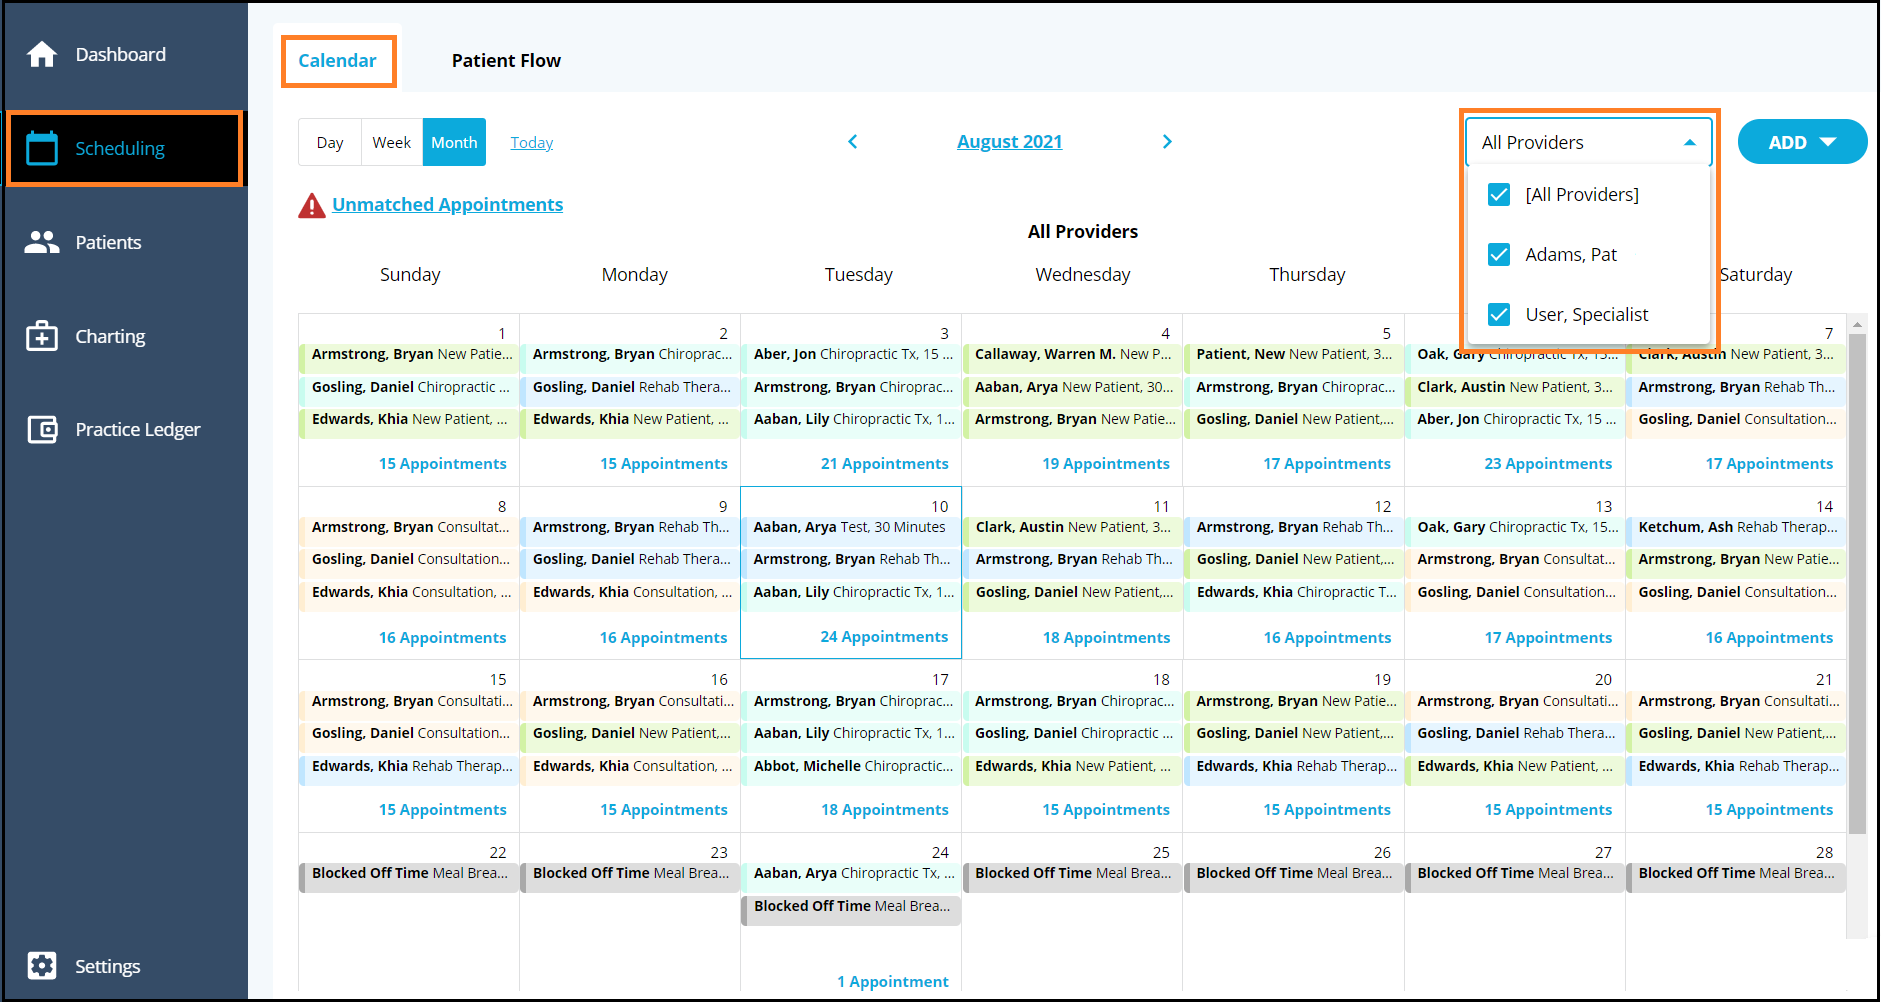 Dashboard
Scheduling
Patients
Charting
Practice Ledger
Settings
Calendar
Patient Flow
Day
Week
Month
Today
August 2021
All Providers
ADD
[All Providers]
Adams, Pat
User, Specialist
Unmatched Appointments
All Providers
Sunday
Monday
Tuesday
Wednesday
Thursday
Saturday
1
Armstrong, Bryan New Patie...
Gosling, Daniel Chiropractic ...
Edwards, Khia New Patient, ...
15 Appointments
2
Armstrong, Bryan Chiroprac...
Gosling, Daniel Rehab Thera...
Edwards, Khia New Patient, ...
15 Appointments
3
Aber, Jon Chiropractic Tx, 15 ...
Armstrong, Bryan Chiroprac...
Aaban, Lily Chiropractic Tx, 1...
21 Appointments
4
Callaway, Warren M. New P...
Aaban, Arya New Patient, 30...
Armstrong, Bryan New Patie...
19 Appointments
5
Patient, New New Patient, 3...
Armstrong, Bryan Chiroprac...
Gosling, Daniel New Patient,...
17 Appointments
Oak, Gary Chiropractic Tx, 15...
Clark, Austin New Patient, 3...
Aber, Jon Chiropractic Tx, 15 ...
23 Appointments
7
Clark, Austin New Patient, 3...
Armstrong, Bryan Rehab Th...
Gosling, Daniel Consultation...
17 Appointments
8
Armstrong, Bryan Consultat...
Gosling, Daniel Consultation...
Edwards, Khia Consultation, ...
16 Appointments
9
Armstrong, Bryan Rehab Th...
Gosling, Daniel Rehab Thera...
Edwards, Khia Consultation, ...
16 Appointments
10
Aaban, Arya Test, 30 Minutes
Armstrong, Bryan Rehab Th...
Aaban, Lily Chiropractic Tx, 1...
24 Appointments
11
Clark, Austin New Patient, 3...
Armstrong, Bryan Rehab Th...
Gosling, Daniel New Patient,...
18 Appointments
12
Armstrong, Bryan Rehab Th...
Gosling, Daniel New Patient,...
Edwards, Khia Chiropractic T...
16 Appointments
13
Oak, Gary Chiropractic Tx, 15...
Armstrong, Bryan Consultat...
Gosling, Daniel Consultation...
17 Appointments
14
Ketchum, Ash Rehab Therap...
Armstrong, Bryan New Patie...
Gosling, Daniel Consultation...
16 Appointments
15
Armstrong, Bryan Consultati...
Gosling, Daniel Consultation...
Edwards, Khia Rehab Therap...
15 Appointments
16
Armstrong, Bryan Consultati...
Gosling, Daniel New Patient,...
Edwards, Khia Consultation, ...
15 Appointments
17
Armstrong, Bryan Chiroprac...
Aaban, Lily Chiropractic Tx, 1...
Abbot, Michelle Chiropractic...
18 Appointments
18
Armstrong, Bryan Chiroprac...
Gosling, Daniel Chiropractic ...
Edwards, Khia New Patient, ...
15 Appointments
19
Armstrong, Bryan New Patie...
Gosling, Daniel New Patient,...
Edwards, Khia Rehab Therap...
15 Appointments
20
Armstrong, Bryan Consultati...
Gosling, Daniel Rehab Thera...
Edwards, Khia New Patient, ...
15 Appointments
21
Armstrong, Bryan Consultati...
Gosling, Daniel New Patient,...
Edwards, Khia Rehab Therap...
15 Appointments
22
Blocked Off Time Meal Brea...
23
Blocked Off Time Meal Brea...
24
Aaban, Arya Chiropractic Tx, ...
Blocked Off Time Meal Brea...
1 Appointment
25
Blocked Off Time Meal Brea...
26
Blocked Off Time Meal Brea...
27
Blocked Off Time Meal Brea...
28
Blocked Off Time Meal Brea...